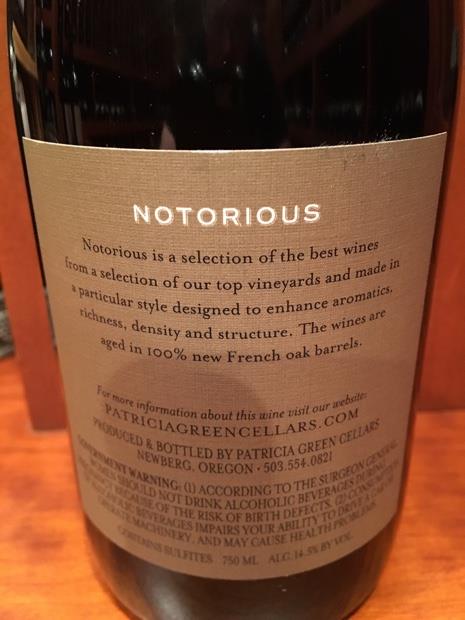 NOTORIOUS
Notorious is a selection of the best wines
from a selection of our top vineyards and made in
a particular style designed to enhance aromatics,
richness, density and structure. The wines are
aged in 100% new French oak barrels.
For more information about this wine visit our website:
PATRICIAGREENCELLARS.COM
PRODUCED & BOTTLED BY PATRICIA GREEN CELLARS
NEWBERG, OREGON • 503.554.0821
GOVERNMENT WARNING: (1) ACCORDING TO THE SURGEON GENERAL,
WOMEN SHOULD NOT DRINK ALCOHOLIC BEVERAGES DURING
PREGNANCY BECAUSE OF THE RISK OF BIRTH DEFECTS. (2) CONSUMPTION
OF ALCOHOLIC BEVERAGES IMPAIRS YOUR ABILITY TO DRIVE A CAR OR
OPERATE MACHINERY, AND MAY CAUSE HEALTH PROBLEMS.
CONTAINS SULFITES 750 ML ALC. 14.5% BY VOL.